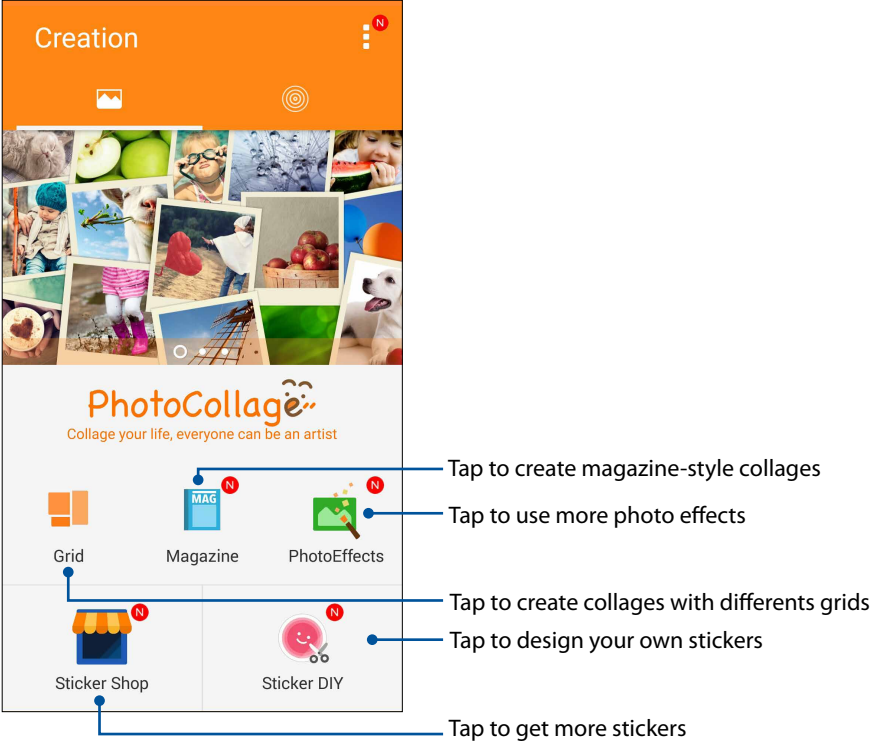 Creation
N
PhotoCollage
Collage your life, everyone can be an artist
Tap to create magazine-style collages
N
N
MAG
Tap to use more photo effects
Grid
Magazine
PhotoEffects
Tap to create collages with differents grids
N
N
Tap to design your own stickers
Sticker Shop
Sticker DIY
Tap to get more stickers